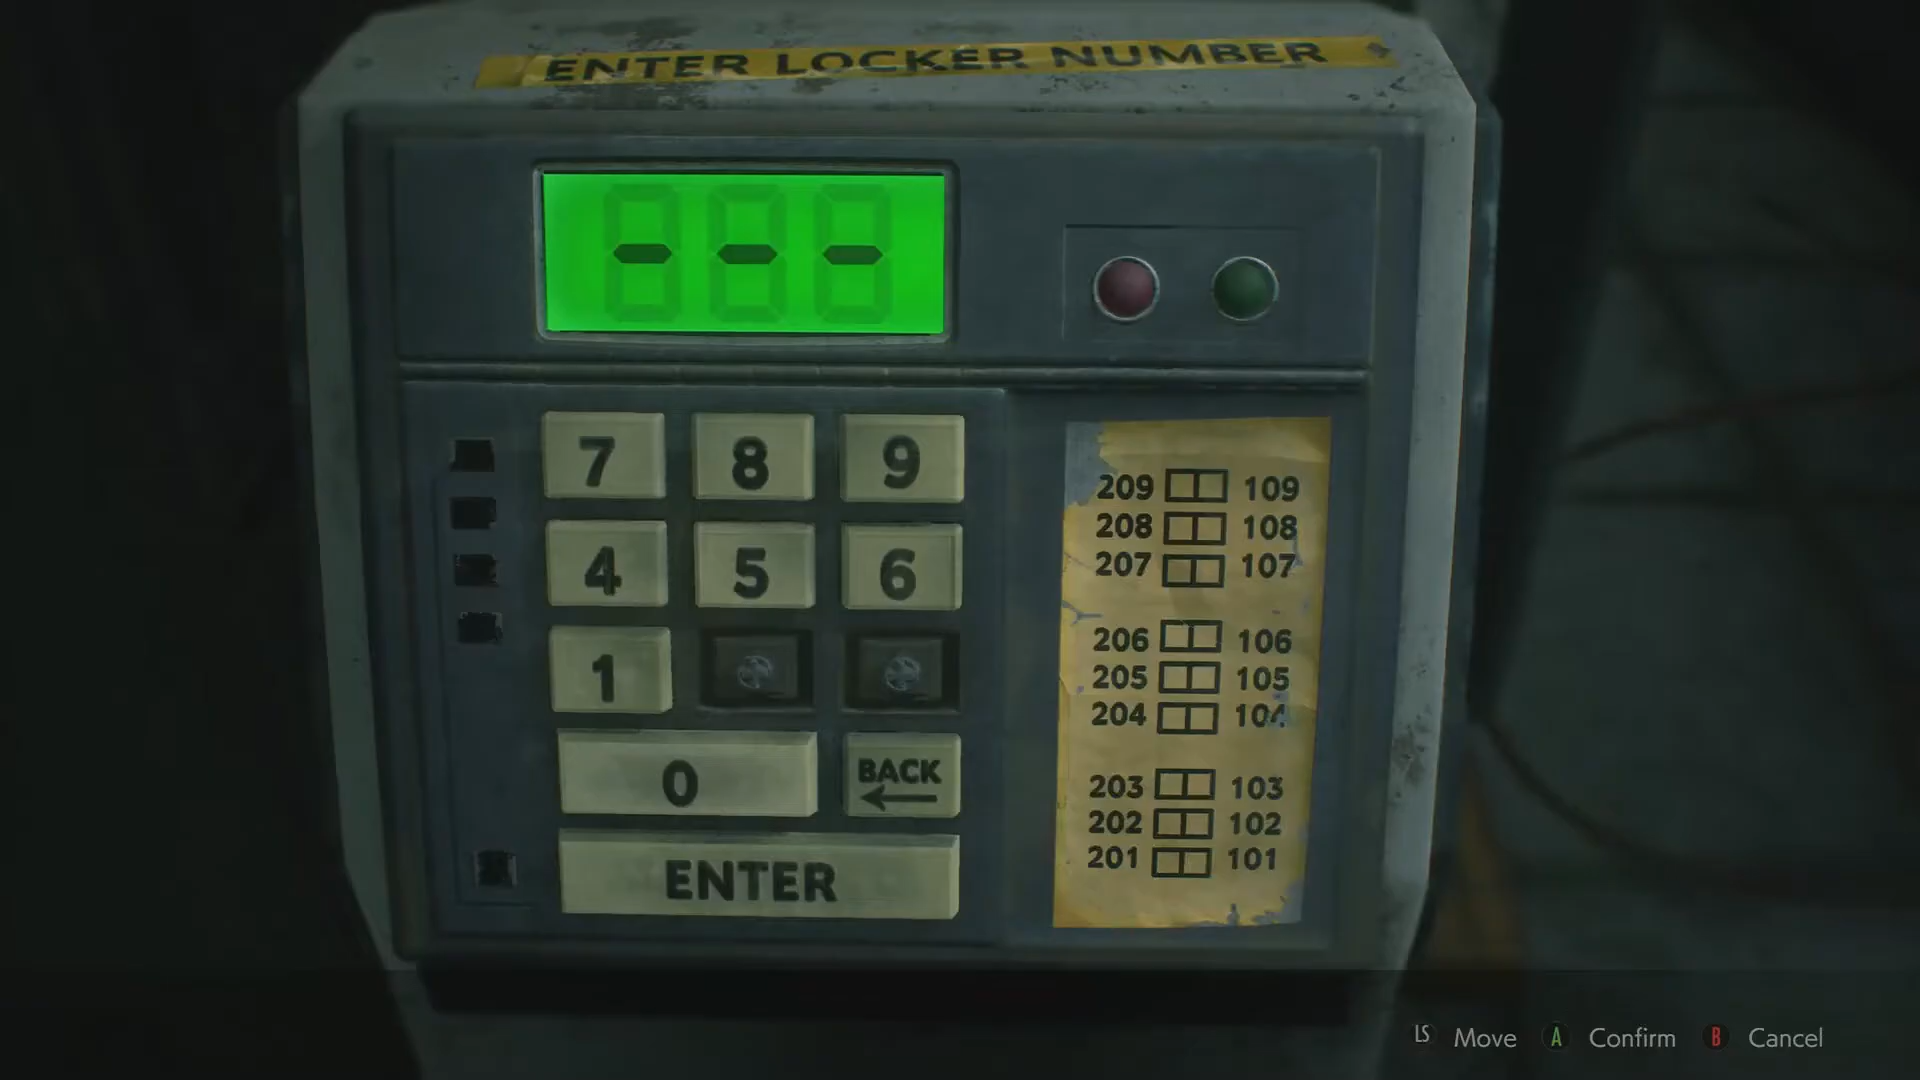 ENTER LOCKER NUMBER
7 8 9
4 5 6
1
0 BACK
ENTER
209 109
208 108
207 107
206 106
205 105
204 104
203 103
202 102
201 101
LS Move A Confirm B Cancel